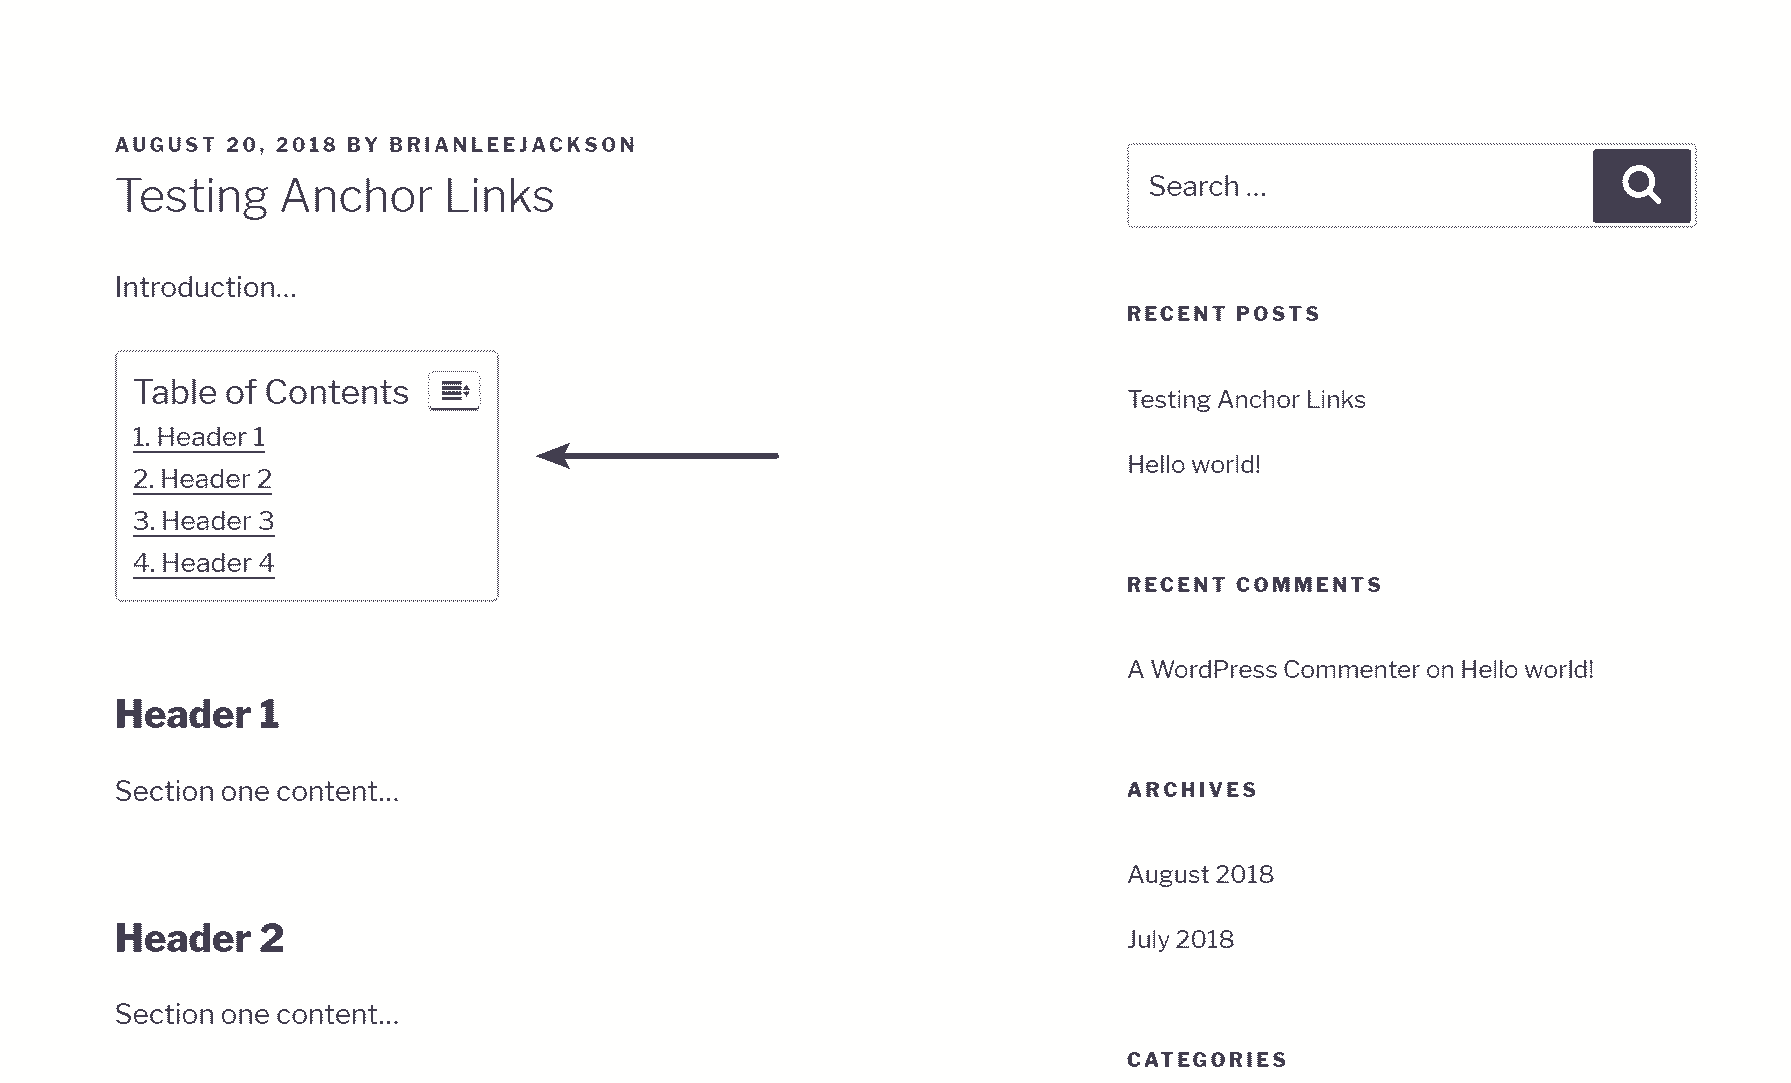 AUGUST 20, 2018 BY BRIANLEEJACKSON
Testing Anchor Links
Introduction...
Table of Contents
1. Header 1
2. Header 2
3. Header 3
4. Header 4
Header 1
Section one content...
Header 2
Section one content...
Search ...
RECENT POSTS
Testing Anchor Links
Hello world!
RECENT COMMENTS
A WordPress Commenter on Hello world!
ARCHIVES
August 2018
July 2018
CATEGORIES